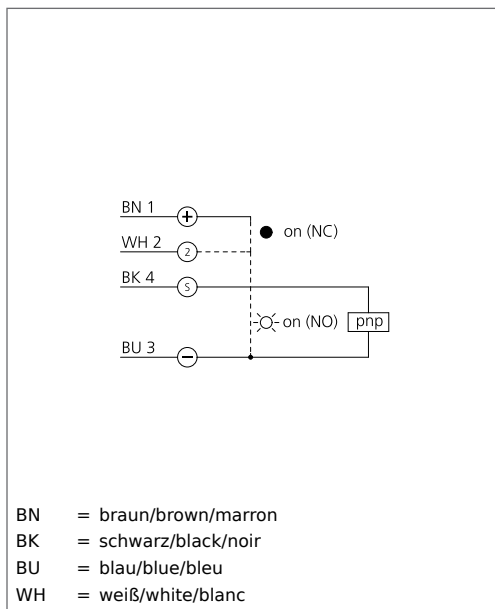 BN 1
+
on (NC)
WH 2
2
BK 4
S
on (NO)
pnp
BU 3
−
BN = braun/brown/marron
BK = schwarz/black/noir
BU = blau/blue/bleu
WH = weiß/white/blanc